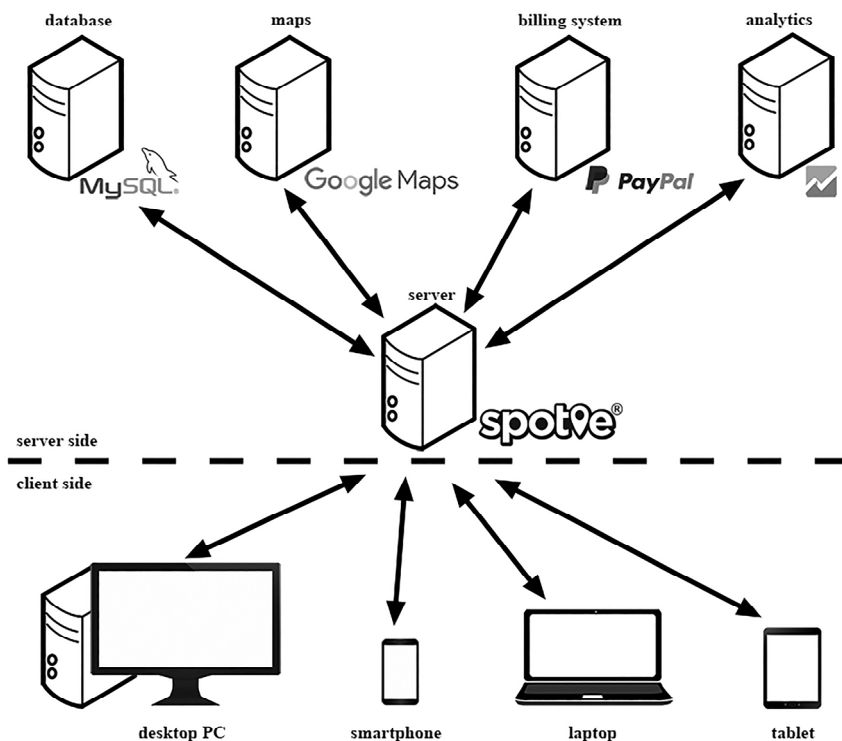 database
maps
billing system
analytics
MySQL®
Google Maps
PayPal
server
spotie®
server side
client side
desktop PC
smartphone
laptop
tablet